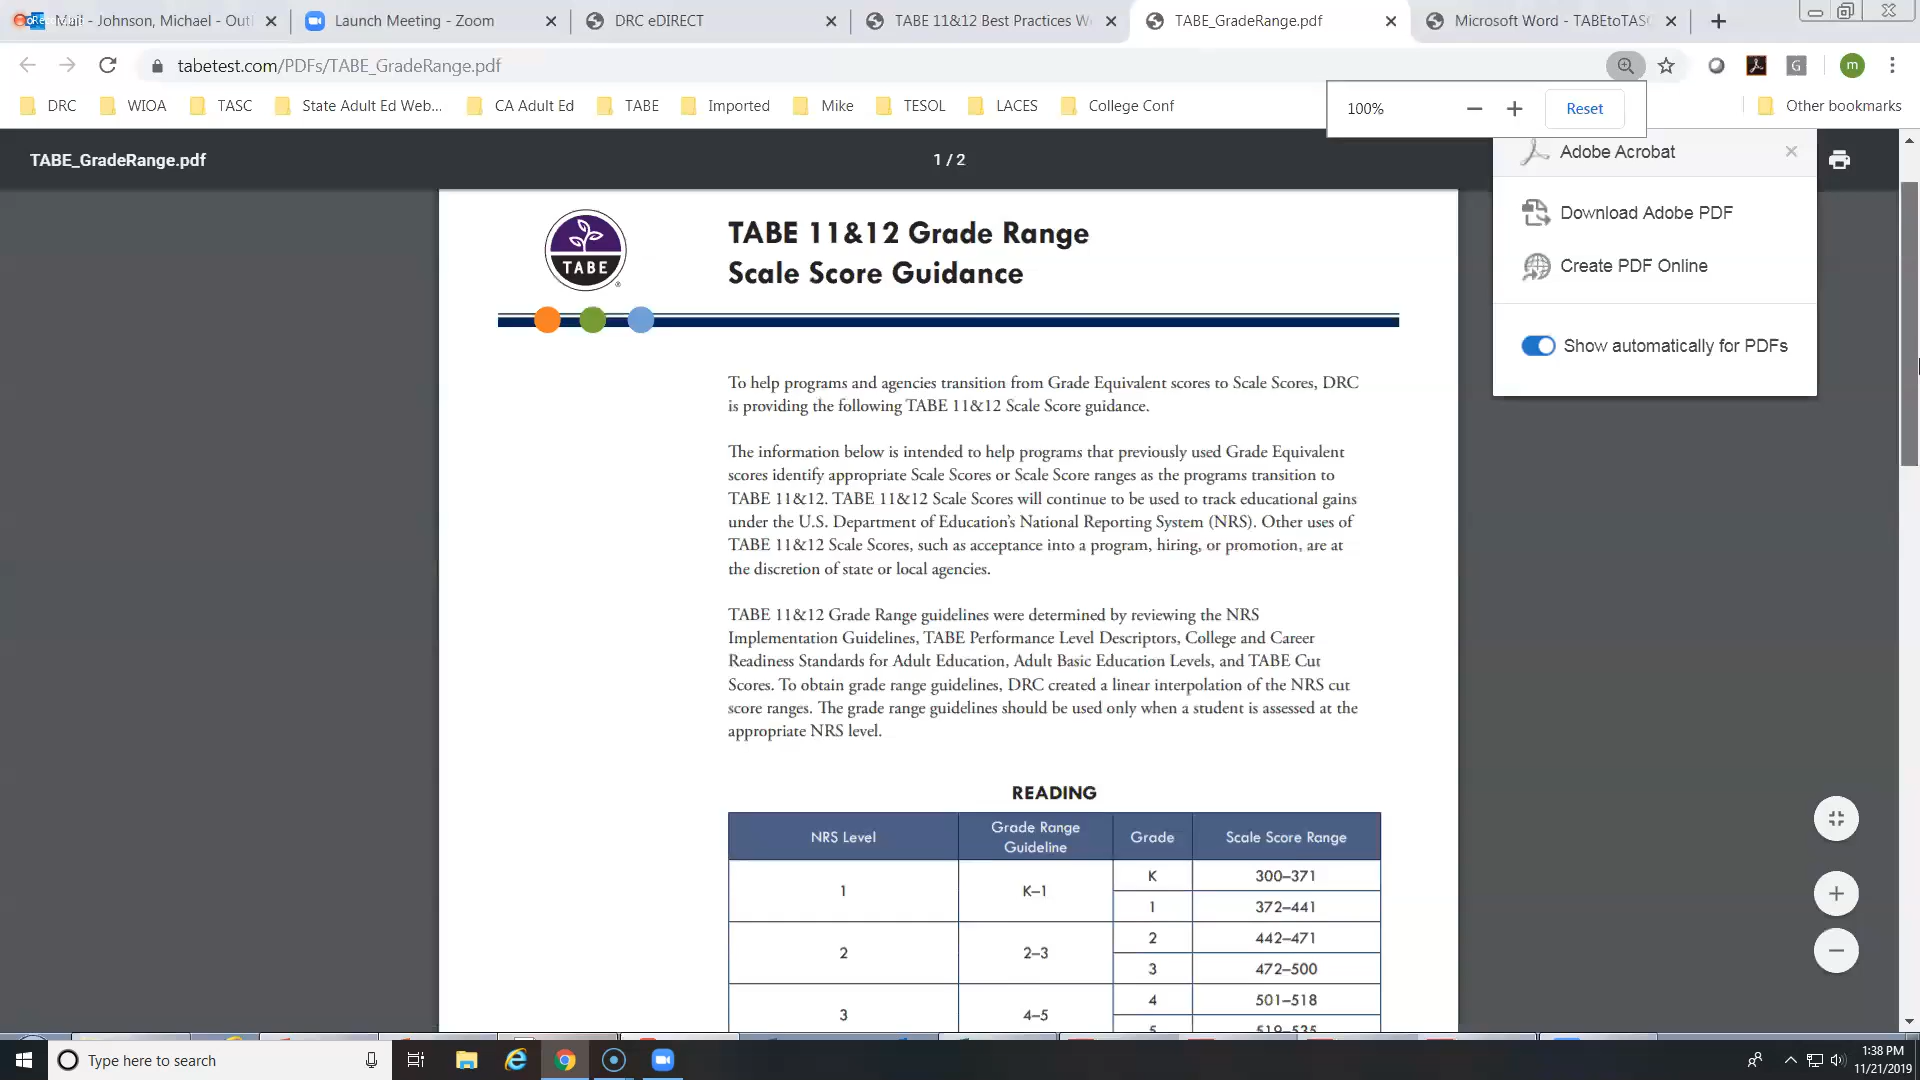 Mail - Johnson, Michael - Outl
Launch Meeting - Zoom
DRC eDIRECT
TABE 11&12 Best Practices W
TABE_GradeRange.pdf
Microsoft Word - TABEtoTASC
tabetest.com/PDFs/TABE_GradeRange.pdf
m
DRC
WIOA
TASC
State Adult Ed Web...
CA Adult Ed
TABE
Imported
Mike
TESOL
LACES
College Conf
Other bookmarks
100%
Reset
TABE_GradeRange.pdf
1 / 2
Adobe Acrobat
Download Adobe PDF
Create PDF Online
Show automatically for PDFs
TABE
TABE 11&12 Grade Range
Scale Score Guidance
To help programs and agencies transition from Grade Equivalent scores to Scale Scores, DRC
is providing the following TABE 11&12 Scale Score guidance.
The information below is intended to help programs that previously used Grade Equivalent
scores identify appropriate Scale Scores or Scale Score ranges as the programs transition to
TABE 11&12. TABE 11&12 Scale Scores will continue to be used to track educational gains
under the U.S. Department of Education's National Reporting System (NRS). Other uses of
TABE 11&12 Scale Scores, such as acceptance into a program, hiring, or promotion, are at
the discretion of state or local agencies.
TABE 11&12 Grade Range guidelines were determined by reviewing the NRS
Implementation Guidelines, TABE Performance Level Descriptors, College and Career
Readiness Standards for Adult Education, Adult Basic Education Levels, and TABE Cut
Scores. To obtain grade range guidelines, DRC created a linear interpolation of the NRS cut
score ranges. The grade range guidelines should be used only when a student is assessed at the
appropriate NRS level.
READING
NRS Level
Grade Range
Guideline
Grade
Scale Score Range
1
K–1
K
300–371
1
372–441
2
2–3
2
442–471
3
472–500
3
4–5
4
501–518
5
519–535
Type here to search
1:38 PM
11/21/2019